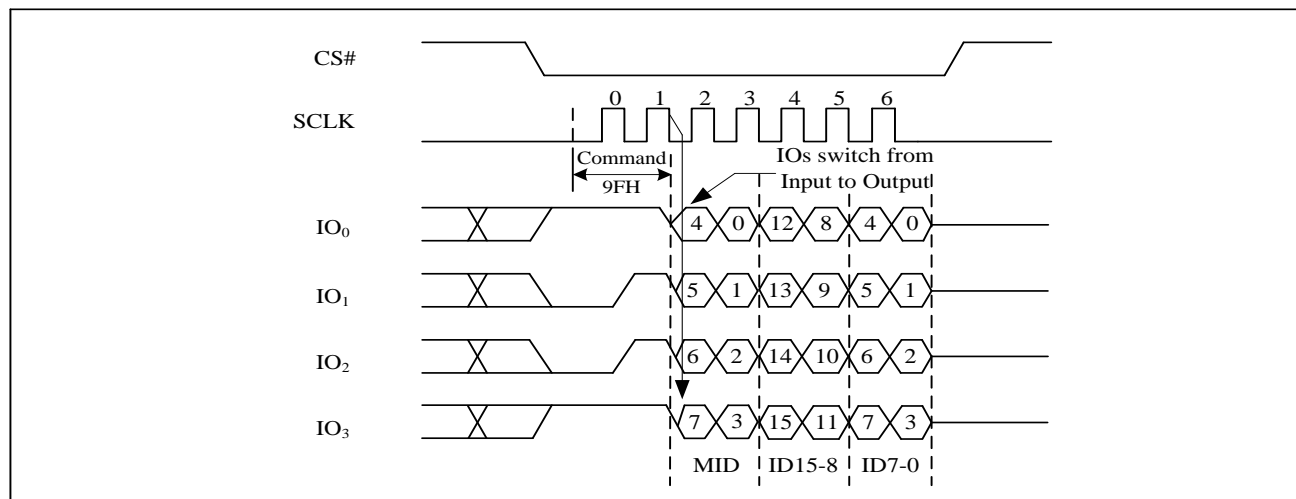 CS#
0 1 2 3 4 5 6
SCLK
Command
9FH
IOs switch from
Input to Output
IO₀ 4 0 12 8 4 0
IO₁ 5 1 13 9 5 1
IO₂ 6 2 14 10 6 2
IO₃ 7 3 15 11 7 3
MID ID15-8 ID7-0